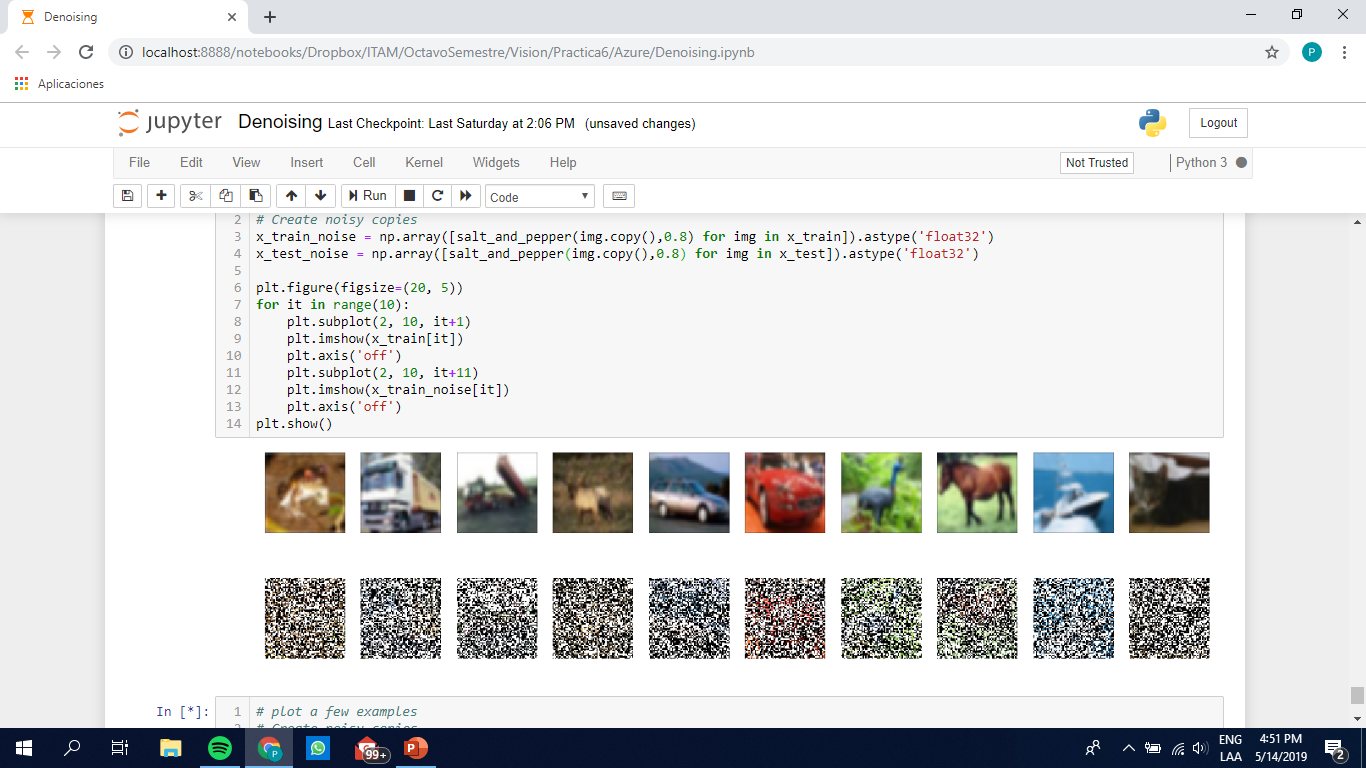 Denoising
localhost:8888/notebooks/Dropbox/ITAM/OctavoSemestre/Vision/Practica6/Azure/Denoising.ipynb
P
Aplicaciones
jupyter Denoising Last Checkpoint: Last Saturday at 2:06 PM (unsaved changes)
Logout
File Edit View Insert Cell Kernel Widgets Help
Not Trusted
Python 3
Run
Code
2 # Create noisy copies
3 x_train_noise = np.array([salt_and_pepper(img.copy(),0.8) for img in x_train]).astype('float32')
4 x_test_noise = np.array([salt_and_pepper(img.copy(),0.8) for img in x_test]).astype('float32')
5
6 plt.figure(figsize=(20, 5))
7 for it in range(10):
8     plt.subplot(2, 10, it+1)
9     plt.imshow(x_train[it])
10     plt.axis('off')
11     plt.subplot(2, 10, it+11)
12     plt.imshow(x_train_noise[it])
13     plt.axis('off')
14 plt.show()
In [*]: 1 # plot a few examples
2 # Create noisy copies
P
99+
P
ENG 4:51 PM
LAA 5/14/2019
2